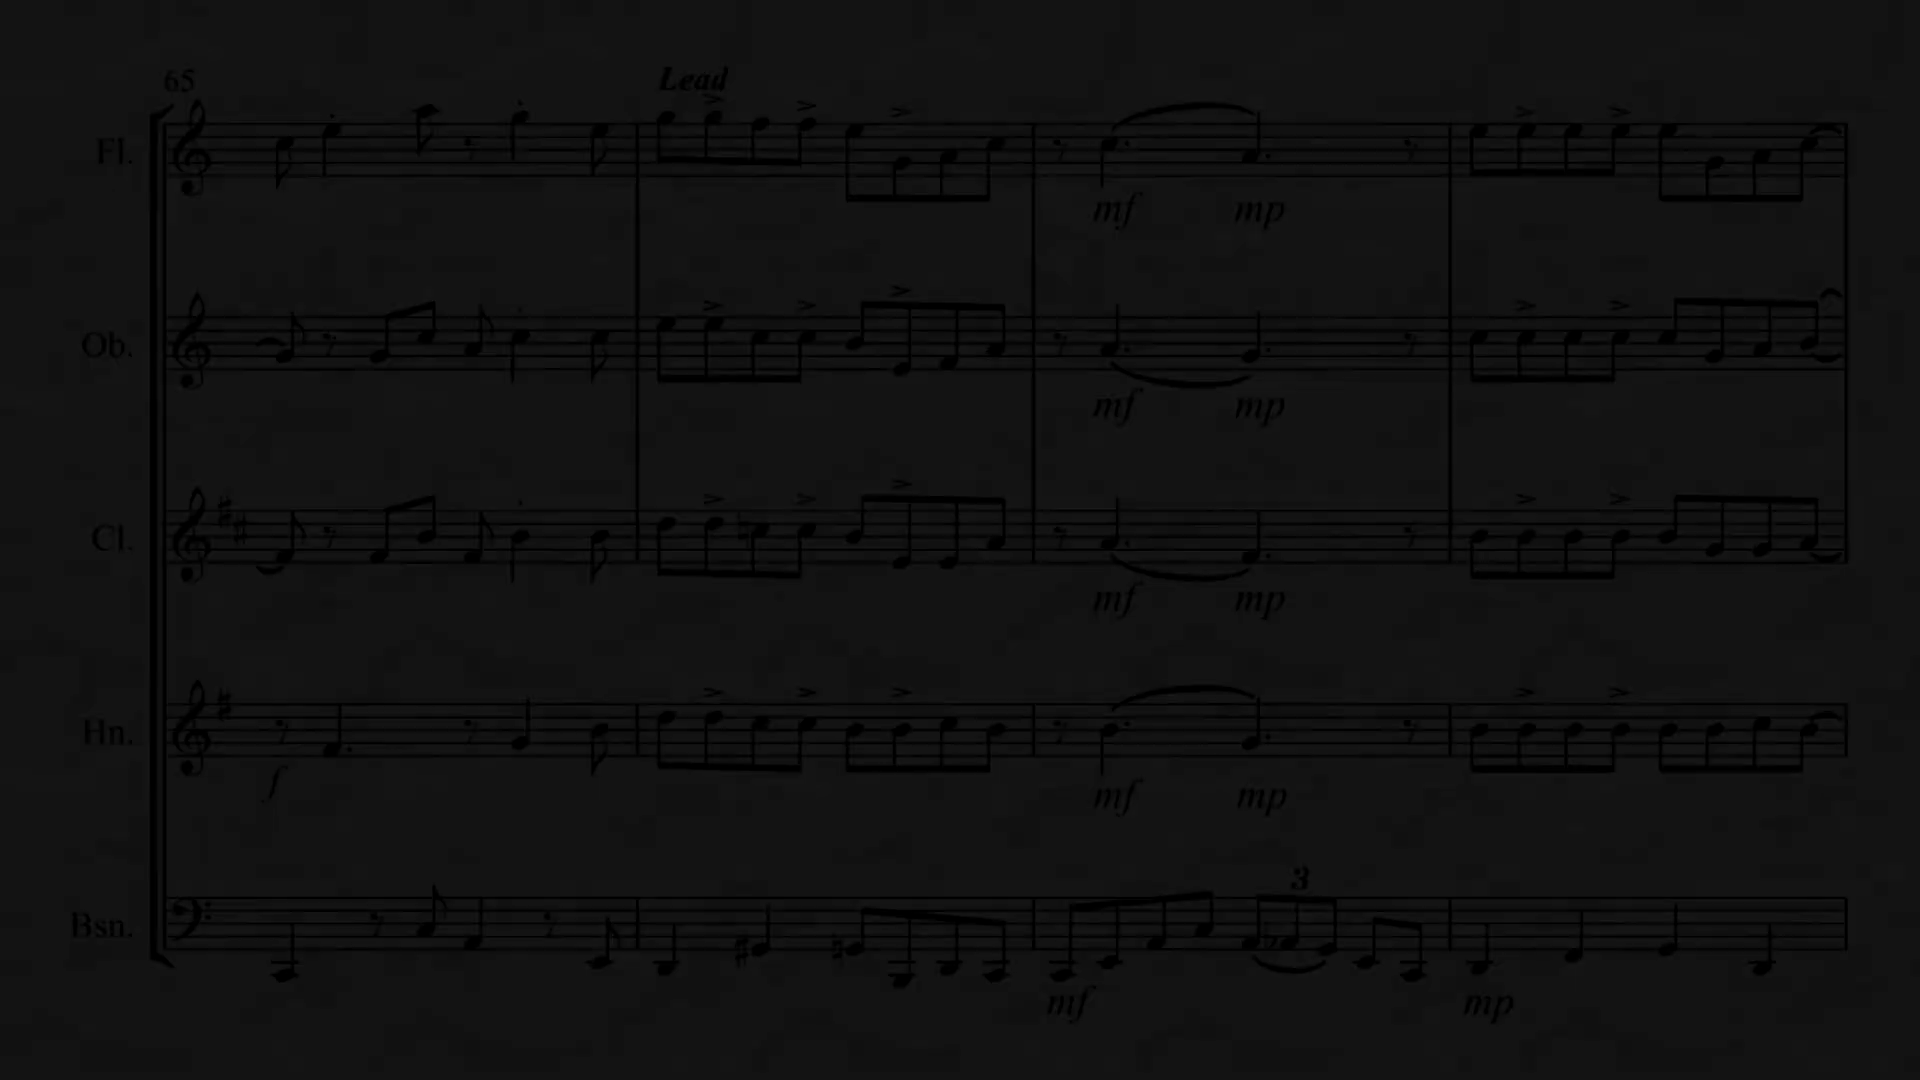 65
Lead
Fl.
mf mp
Ob.
mf mp
Cl.
mf mp
Hn.
f mf mp
3
Bsn.
mf mp